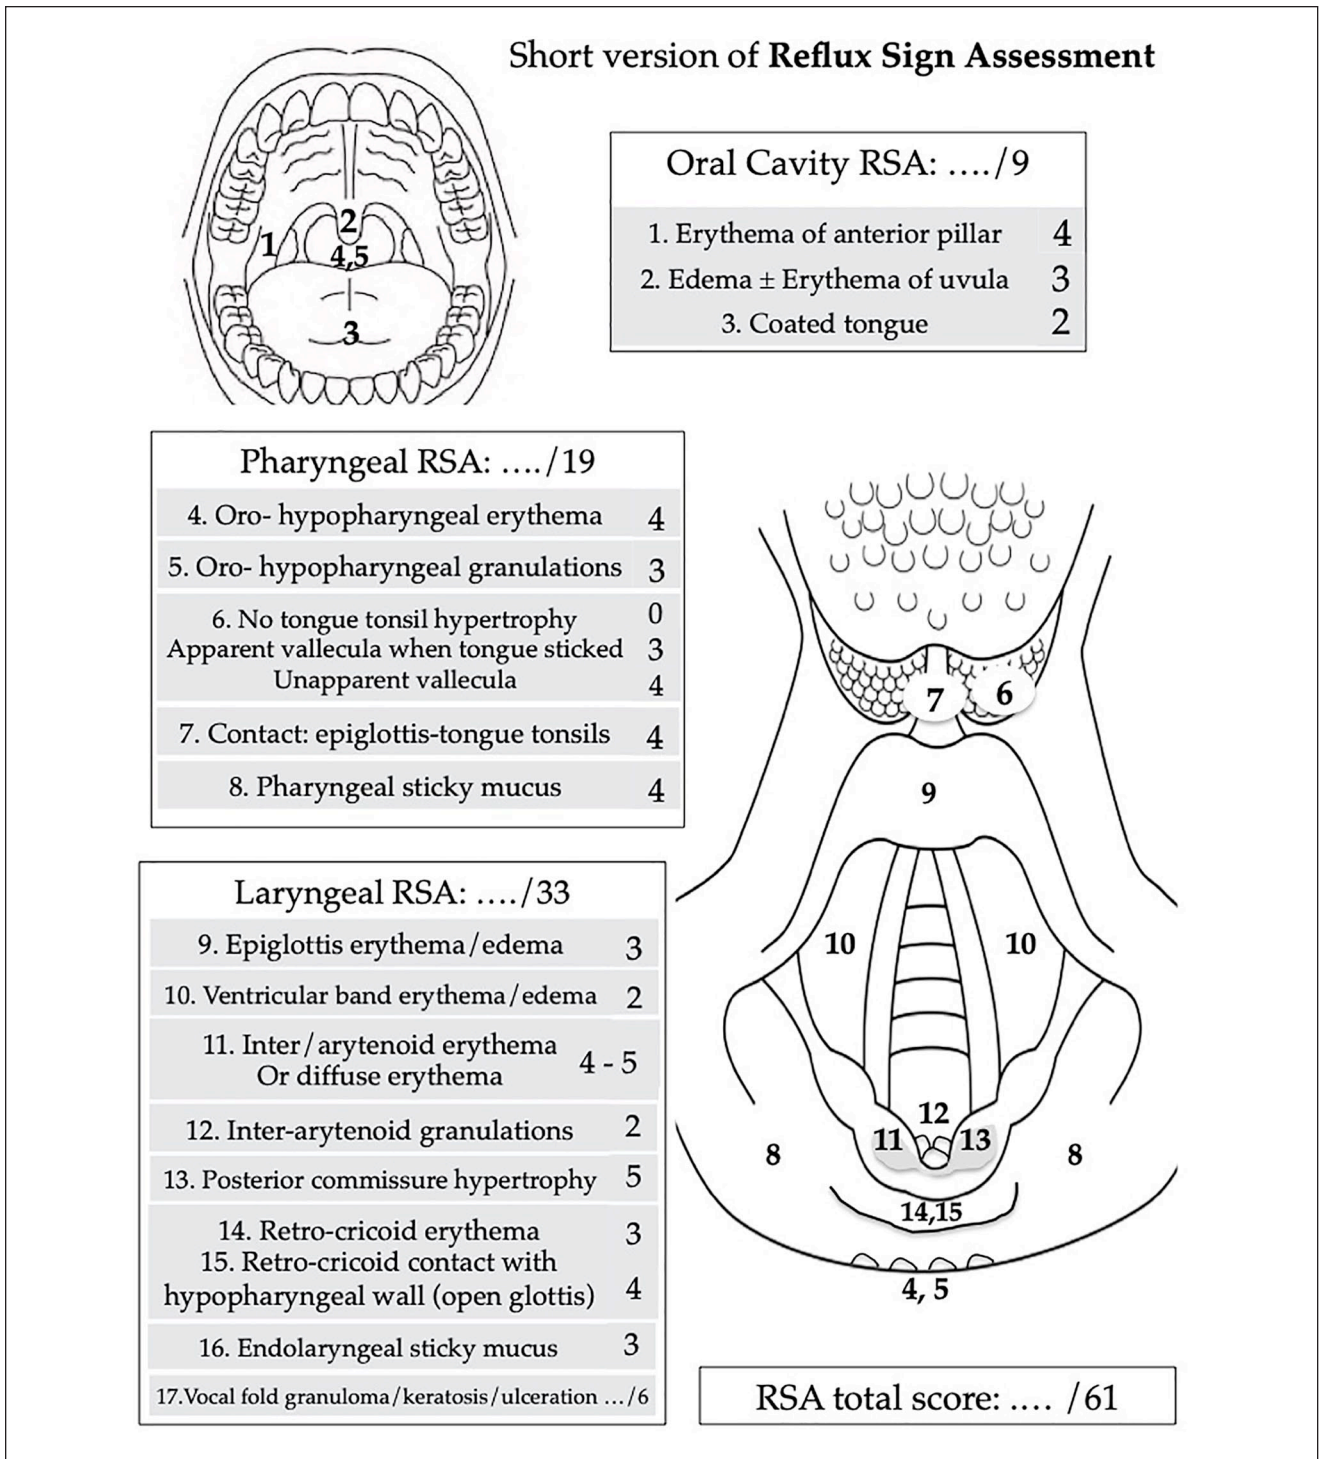 Short version of Reflux Sign Assessment
2
1
4,5
3
Oral Cavity RSA: …./9
1. Erythema of anterior pillar 4
2. Edema ± Erythema of uvula 3
3. Coated tongue 2
Pharyngeal RSA: …./19
4. Oro- hypopharyngeal erythema 4
5. Oro- hypopharyngeal granulations 3
6. No tongue tonsil hypertrophy 0
Apparent vallecula when tongue sticked 3
Unapparent vallecula 4
7. Contact: epiglottis-tongue tonsils 4
8. Pharyngeal sticky mucus 4
Laryngeal RSA: …./33
9. Epiglottis erythema/edema 3
10. Ventricular band erythema/edema 2
11. Inter/arytenoid erythema
Or diffuse erythema 4 - 5
12. Inter-arytenoid granulations 2
13. Posterior commissure hypertrophy 5
14. Retro-cricoid erythema 3
15. Retro-cricoid contact with
hypopharyngeal wall (open glottis) 4
16. Endolaryngeal sticky mucus 3
17.Vocal fold granuloma/keratosis/ulceration …/6
7 6
9
10 10
12
11 13
8 8
14,15
4, 5
RSA total score: …. /61